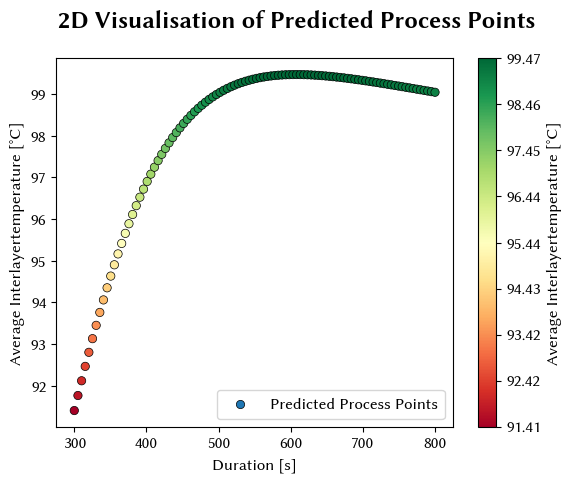 2D Visualisation of Predicted Process Points
Average Interlayertemperature [°C]
99
98
97
96
95
94
93
92
300 400 500 600 700 800
Duration [s]
Predicted Process Points
99.47
98.46
97.45
96.44
95.44
94.43
93.42
92.42
91.41
Average Interlayertemperature [°C]